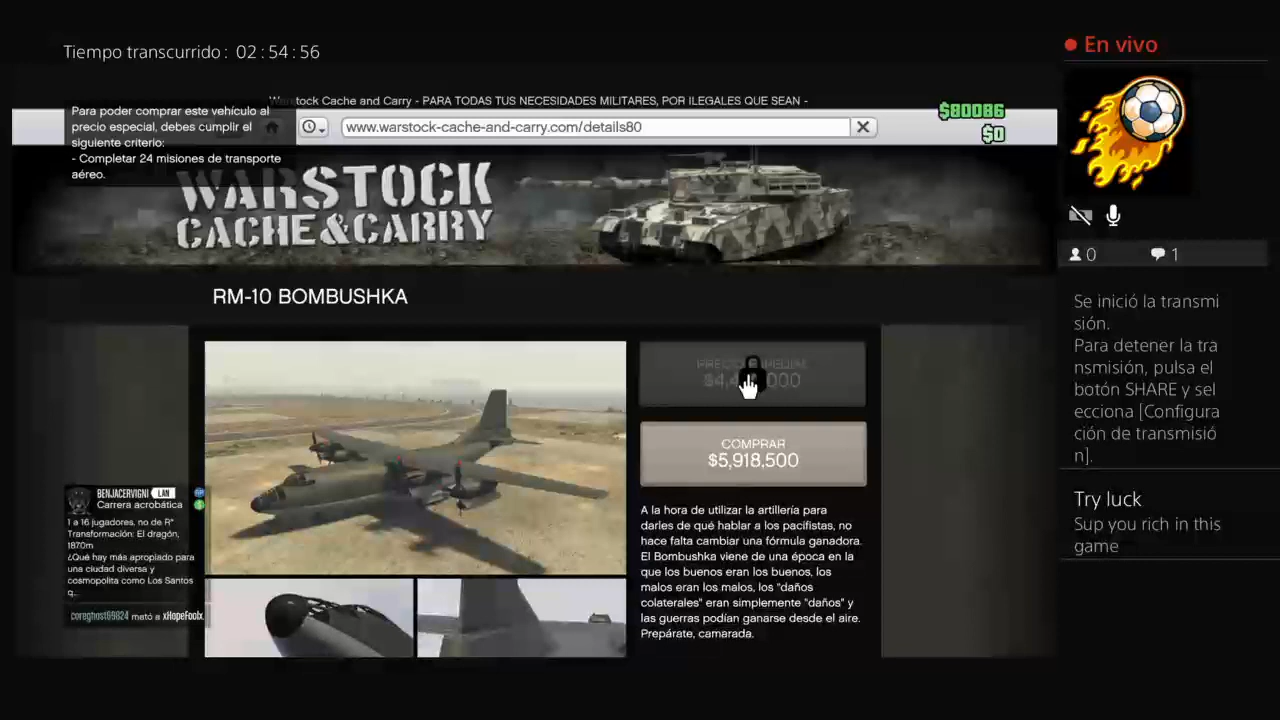 Tiempo transcurrido : 02 : 54 : 56
En vivo
0
1
Se inició la transmi
sión.
Para detener la tra
nsmisión, pulsa el
botón SHARE y sel
ecciona [Configura
ción de transmisió
n].
Try luck
Sup you rich in this
game
Para poder comprar este vehículo al
precio especial, debes cumplir el
siguiente criterio:
- Completar 24 misiones de transporte
aéreo.
Warstock Cache and Carry - PARA TODAS TUS NECESIDADES MILITARES, POR ILEGALES QUE SEAN -
www.warstock-cache-and-carry.com/details80
$80086
$0
WARSTOCK
CACHE&CARRY
RM-10 BOMBUSHKA
COMPRAR
$5,918,500
A la hora de utilizar la artillería para
darles de qué hablar a los pacifistas, no
hace falta cambiar una fórmula ganadora.
El Bombushka viene de una época en la
que los buenos eran los buenos, los
malos eran los malos, los "daños
colaterales" eran simplemente "daños" y
las guerras podían ganarse desde el aire.
Prepárate, camarada.
BENJACERVIGNI LAN
Carrera acrobática
1 a 16 jugadores, no de R*
Transformación: El dragón,
1870m
¿Qué hay más apropiado para
una ciudad diversa y
cosmopolita como Los Santos
q...
coreghost69824 mató a xHopeFoolx.